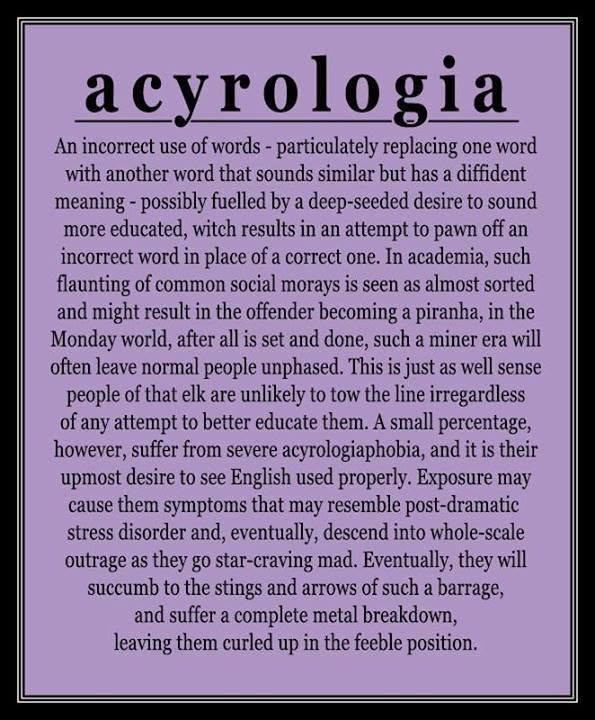 acyrologia
An incorrect use of words - particulately replacing one word
with another word that sounds similar but has a diffident
meaning - possibly fuelled by a deep-seeded desire to sound
more educated, witch results in an attempt to pawn off an
incorrect word in place of a correct one. In academia, such
flaunting of common social morays is seen as almost sorted
and might result in the offender becoming a piranha, in the
Monday world, after all is set and done, such a miner era will
often leave normal people unphased. This is just as well sense
people of that elk are unlikely to tow the line irregardless
of any attempt to better educate them. A small percentage,
however, suffer from severe acyrologiaphobia, and it is their
upmost desire to see English used properly. Exposure may
cause them symptoms that may resemble post-dramatic
stress disorder and, eventually, descend into whole-scale
outrage as they go star-craving mad. Eventually, they will
succumb to the stings and arrows of such a barrage,
and suffer a complete metal breakdown,
leaving them curled up in the feeble position.